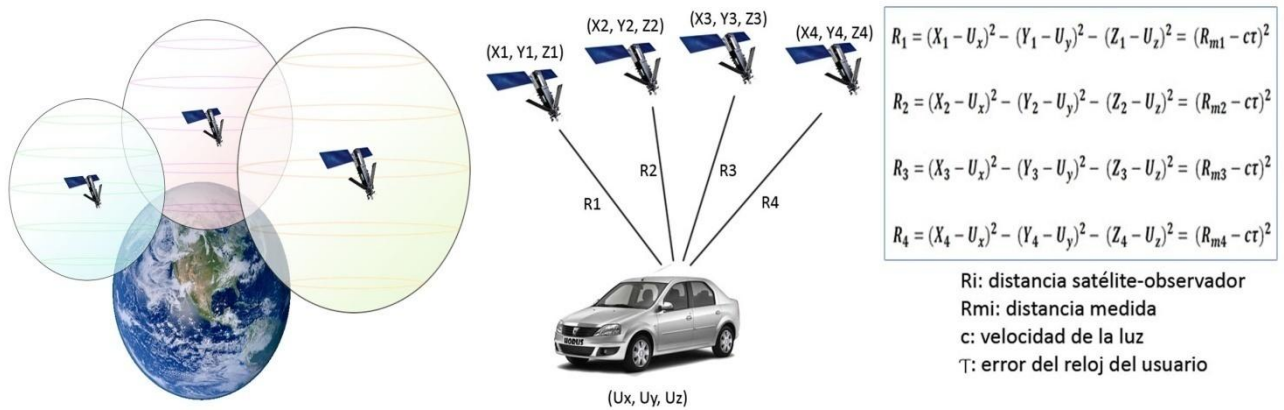 (X1, Y1, Z1)
(X2, Y2, Z2)
(X3, Y3, Z3)
(X4, Y4, Z4)
R1
R2
R3
R4
HORUS
(Ux, Uy, Uz)
R₁ = (X₁ − Uₓ)² − (Y₁ − U_y)² − (Z₁ − U_z)² = (R_m1 − cτ)²
R₂ = (X₂ − Uₓ)² − (Y₂ − U_y)² − (Z₂ − U_z)² = (R_m2 − cτ)²
R₃ = (X₃ − Uₓ)² − (Y₃ − U_y)² − (Z₃ − U_z)² = (R_m3 − cτ)²
R₄ = (X₄ − Uₓ)² − (Y₄ − U_y)² − (Z₄ − U_z)² = (R_m4 − cτ)²
Ri: distancia satélite-observador
Rmi: distancia medida
c: velocidad de la luz
Ƭ: error del reloj del usuario